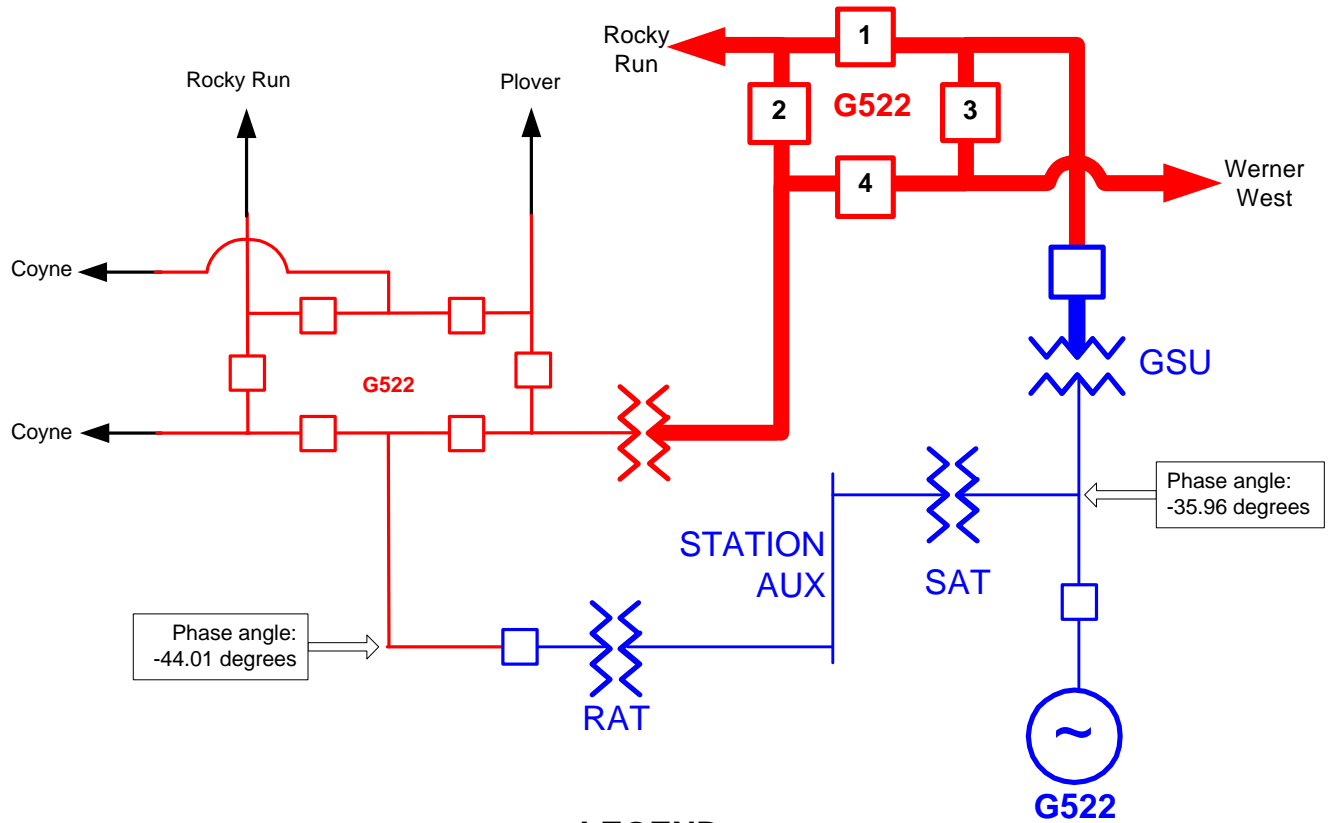 Rocky
Run
1
Rocky Run
Plover
2
G522
3
4
Werner
West
Coyne
GSU
G522
Coyne
Phase angle:
-35.96 degrees
STATION
AUX
SAT
Phase angle:
-44.01 degrees
RAT
~
G522